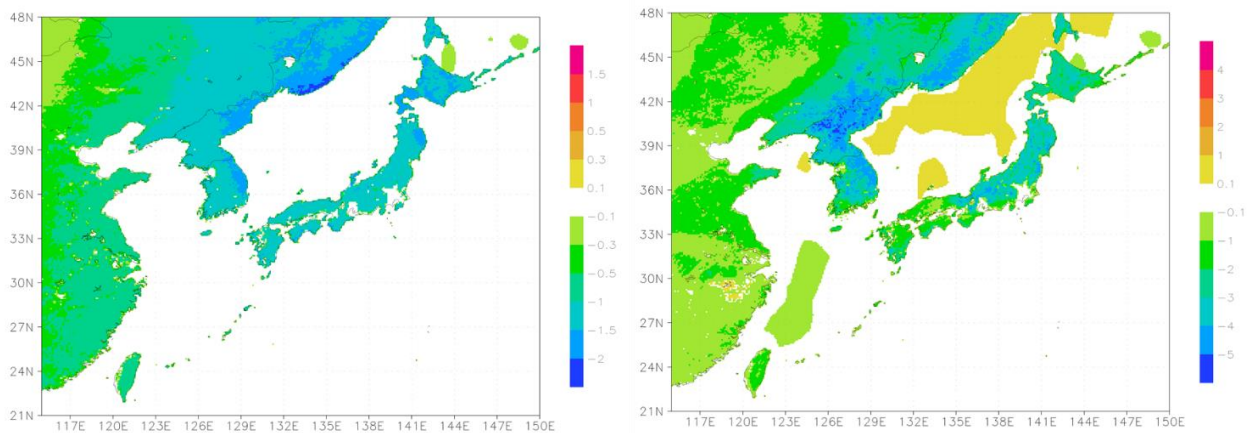 48N
45N
42N
39N
36N
33N
30N
27N
24N
21N
117E 120E 123E 126E 129E 132E 135E 138E 141E 144E 147E 150E
1.5
1
0.5
0.3
0.1
-0.1
-0.3
-0.5
-1
-1.5
-2
48N
45N
42N
39N
36N
33N
30N
27N
24N
21N
117E 120E 123E 126E 129E 132E 135E 138E 141E 144E 147E 150E
4
3
2
1
0.1
-0.1
-1
-2
-3
-4
-5